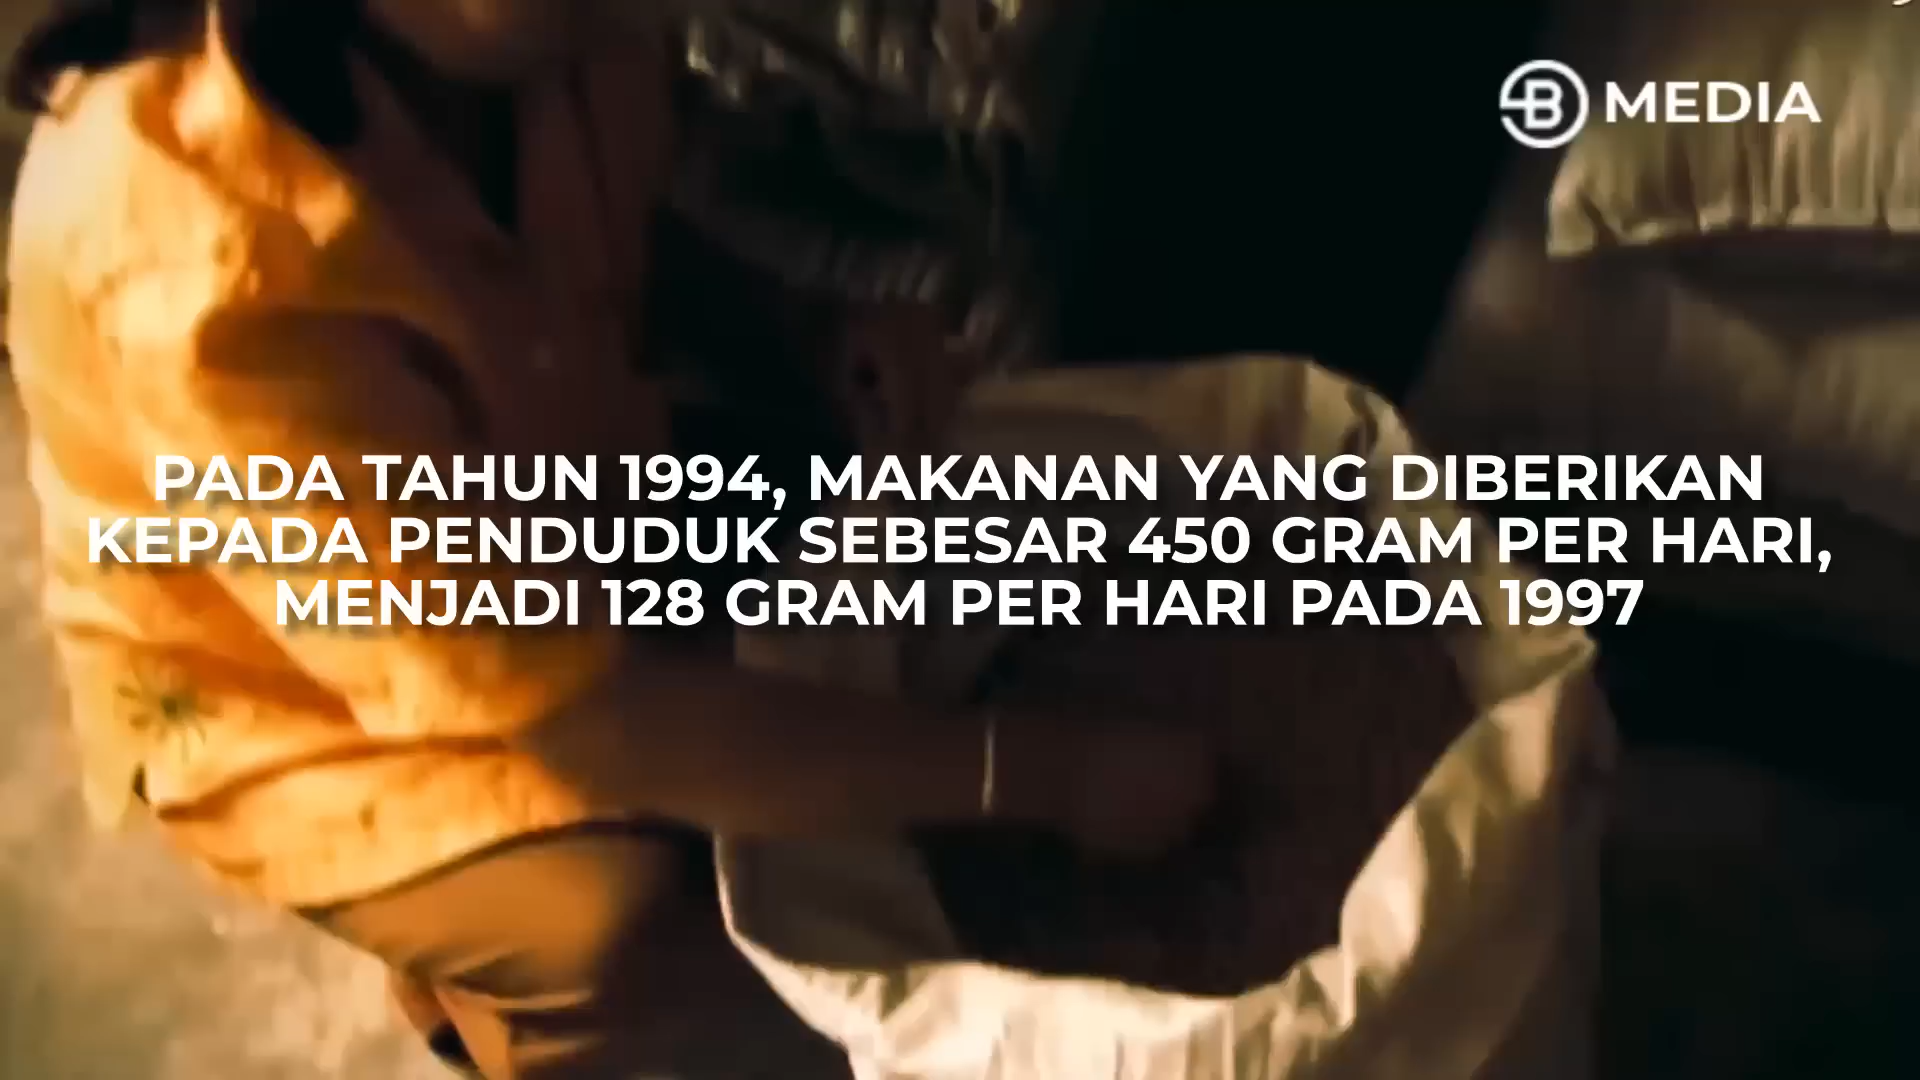 B MEDIA
PADA TAHUN 1994, MAKANAN YANG DIBERIKAN
KEPADA PENDUDUK SEBESAR 450 GRAM PER HARI,
MENJADI 128 GRAM PER HARI PADA 1997